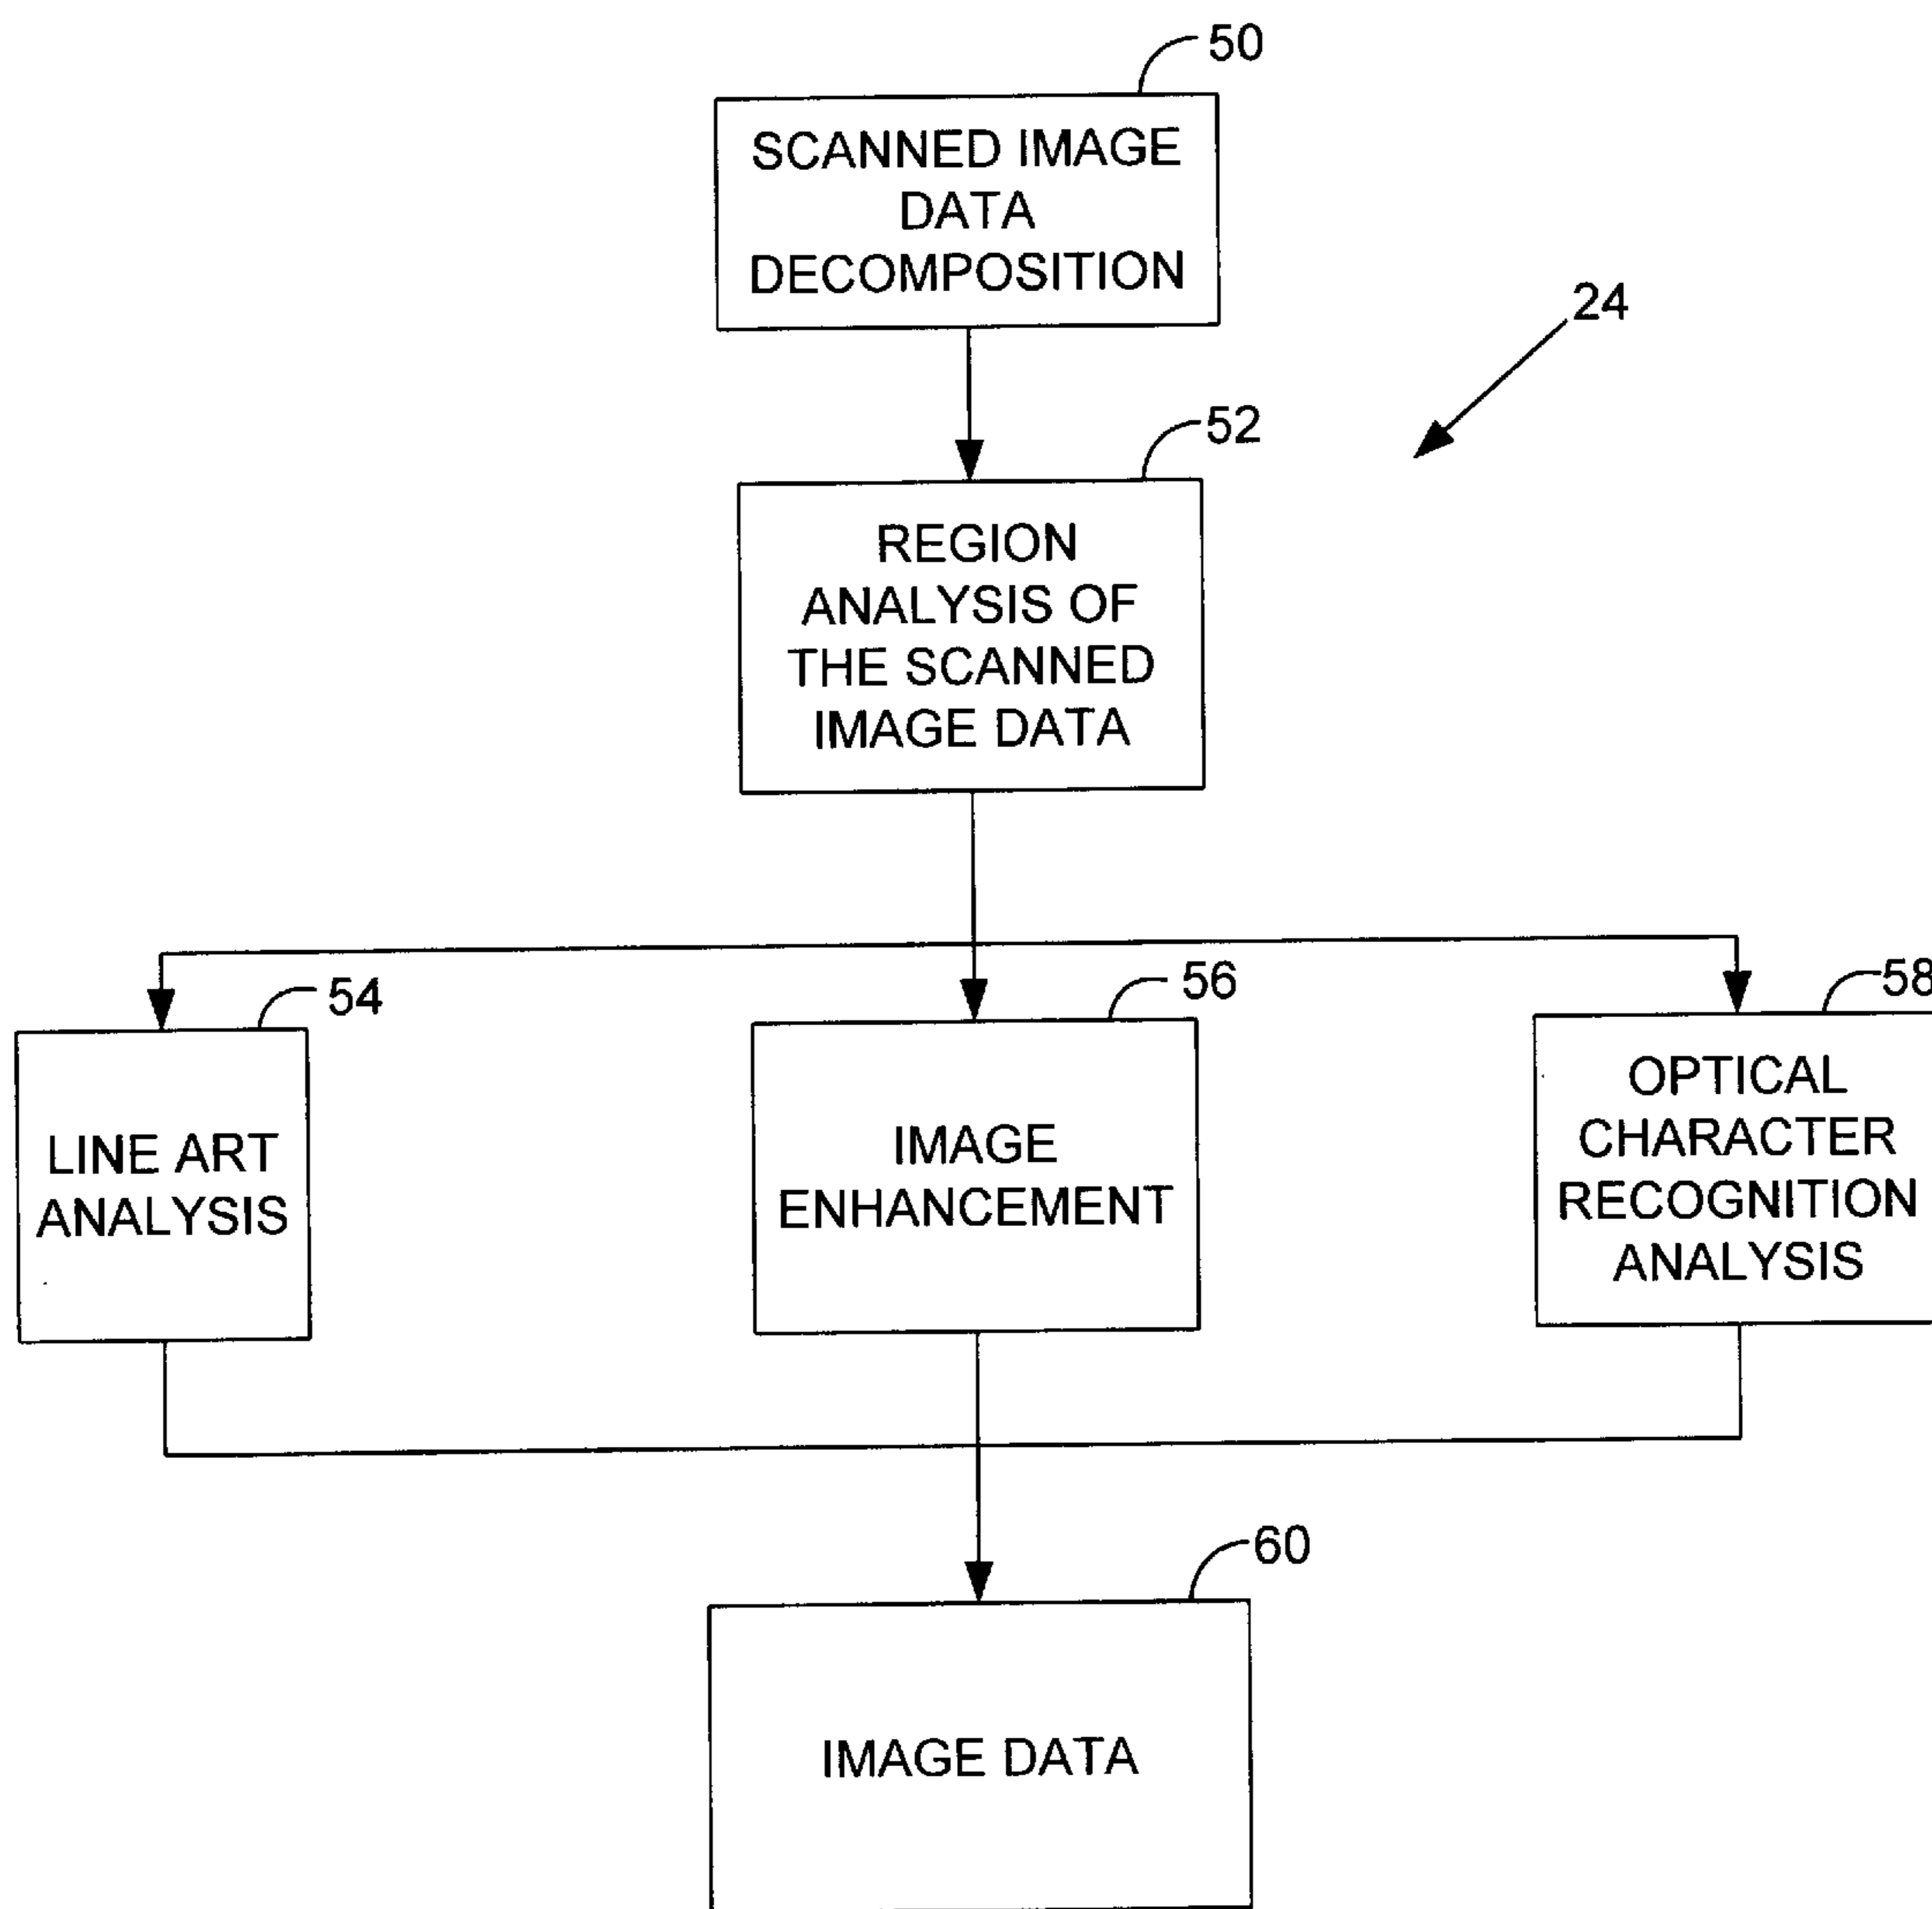 50
SCANNED IMAGE
DATA
DECOMPOSITION
24
52
REGION
ANALYSIS OF
THE SCANNED
IMAGE DATA
54
LINE ART
ANALYSIS
56
IMAGE
ENHANCEMENT
58
OPTICAL
CHARACTER
RECOGNITION
ANALYSIS
60
IMAGE DATA